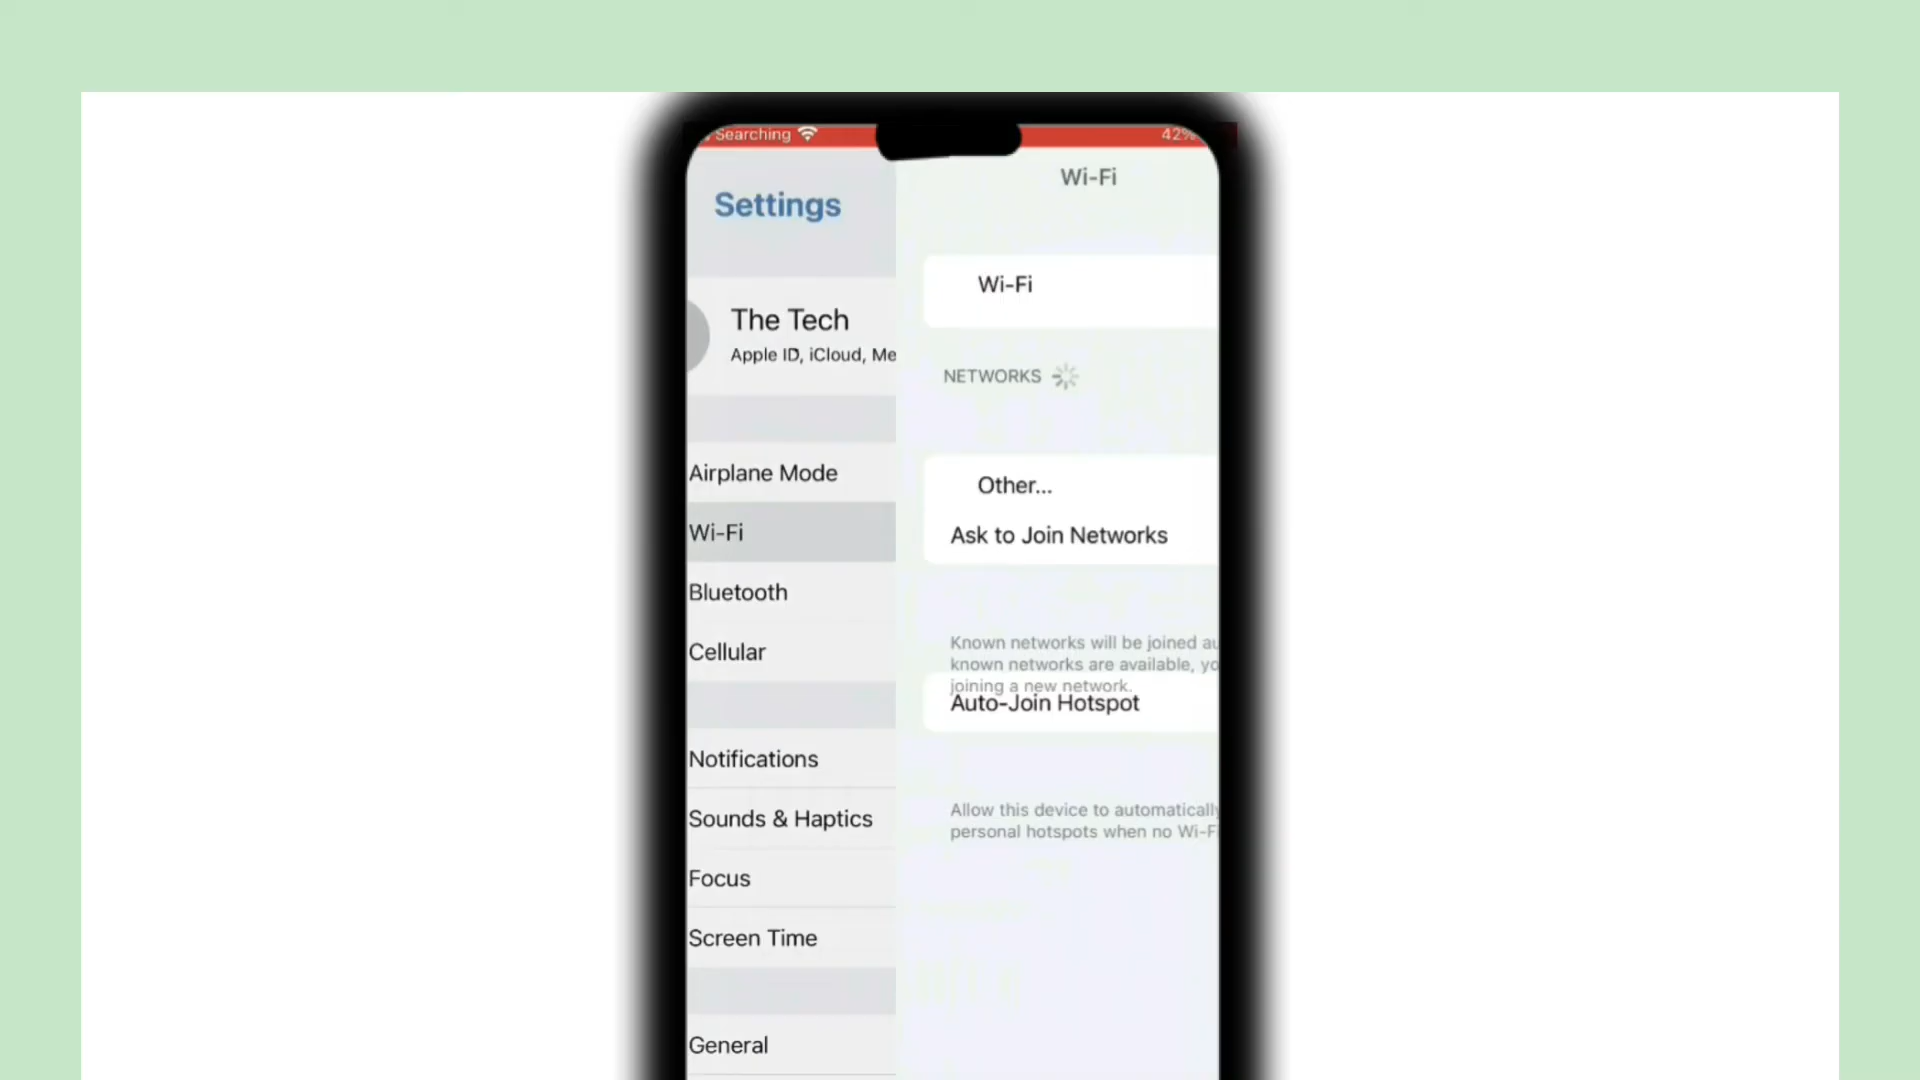 Searching
42%
Settings
The Tech
Apple ID, iCloud, Me
Airplane Mode
Wi-Fi
Bluetooth
Cellular
Notifications
Sounds & Haptics
Focus
Screen Time
General
Wi-Fi
Wi-Fi
NETWORKS
Other...
Ask to Join Networks
Known networks will be joined au
known networks are available, yo
joining a new network.
Auto-Join Hotspot
Allow this device to automatically
personal hotspots when no Wi-Fi